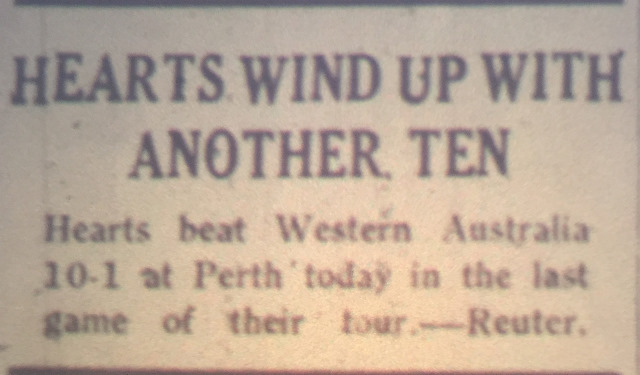 HEARTS WIND UP WITH
ANOTHER TEN
Hearts beat Western Australia
10-1 at Perth today in the last
game of their tour.—Reuter.